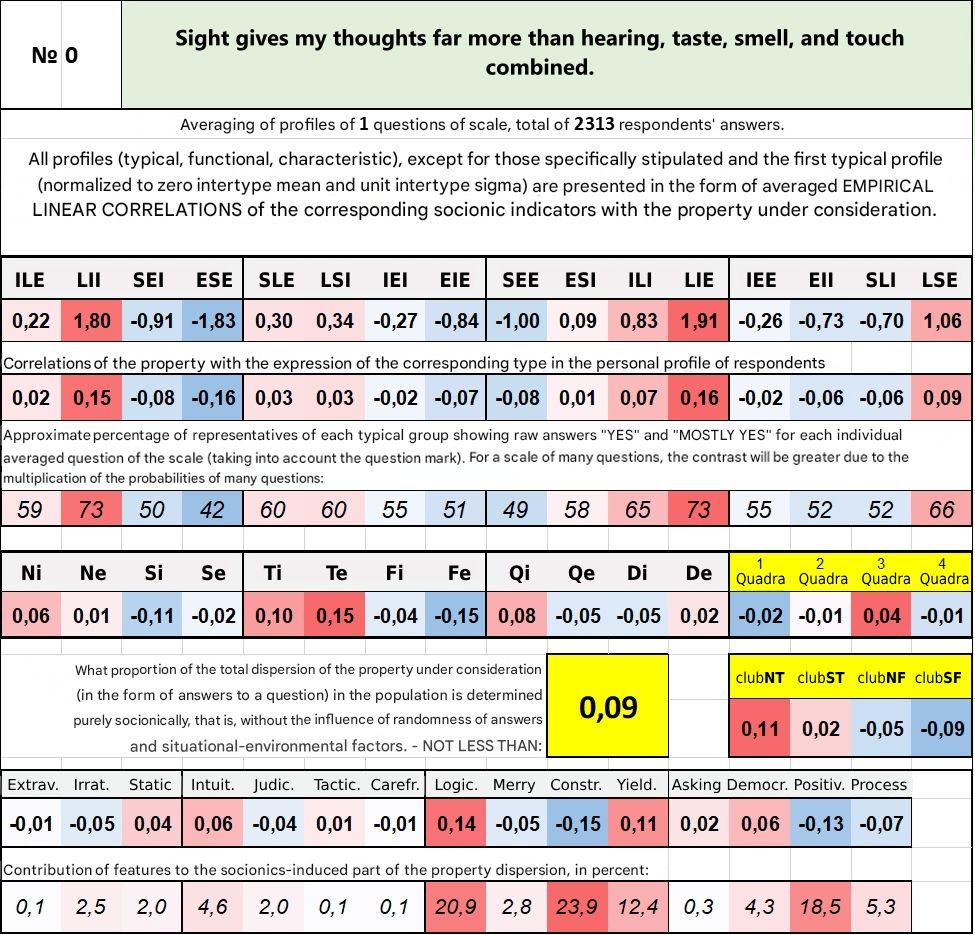 № 0
Sight gives my thoughts far more than hearing, taste, smell, and touch
combined.
Averaging of profiles of 1 questions of scale, total of 2313 respondents' answers.
All profiles (typical, functional, characteristic), except for those specifically stipulated and the first typical profile
(normalized to zero intertype mean and unit intertype sigma) are presented in the form of averaged EMPIRICAL
LINEAR CORRELATIONS of the corresponding socionic indicators with the property under consideration.
ILE LII SEI ESE SLE LSI IEI EIE SEE ESI ILI LIE IEE EII SLI LSE
0,22 1,80 -0,91 -1,83 0,30 0,34 -0,27 -0,84 -1,00 0,09 0,83 1,91 -0,26 -0,73 -0,70 1,06
Correlations of the property with the expression of the corresponding type in the personal profile of respondents
0,02 0,15 -0,08 -0,16 0,03 0,03 -0,02 -0,07 -0,08 0,01 0,07 0,16 -0,02 -0,06 -0,06 0,09
Approximate percentage of representatives of each typical group showing raw answers "YES" and "MOSTLY YES" for each individual
averaged question of the scale (taking into account the question mark). For a scale of many questions, the contrast will be greater due to the
multiplication of the probabilities of many questions:
59 73 50 42 60 60 55 51 49 58 65 73 55 52 52 66
Ni Ne Si Se Ti Te Fi Fe Qi Qe Di De 1 Quadra 2 Quadra 3 Quadra 4 Quadra
0,06 0,01 -0,11 -0,02 0,10 0,15 -0,04 -0,15 0,08 -0,05 -0,05 0,02 -0,02 -0,01 0,04 -0,01
What proportion of the total dispersion of the property under consideration
(in the form of answers to a question) in the population is determined
purely socionically, that is, without the influence of randomness of answers
and situational-environmental factors. - NOT LESS THAN:
0,09
clubNT clubST clubNF clubSF
0,11 0,02 -0,05 -0,09
Extrav. Irrat. Static Intuit. Judic. Tactic. Carefr. Logic. Merry Constr. Yield. Asking Democr. Positiv. Process
-0,01 -0,05 0,04 0,06 -0,04 0,01 -0,01 0,14 -0,05 -0,15 0,11 0,02 0,06 -0,13 -0,07
Contribution of features to the socionics-induced part of the property dispersion, in percent:
0,1 2,5 2,0 4,6 2,0 0,1 0,1 20,9 2,8 23,9 12,4 0,3 4,3 18,5 5,3